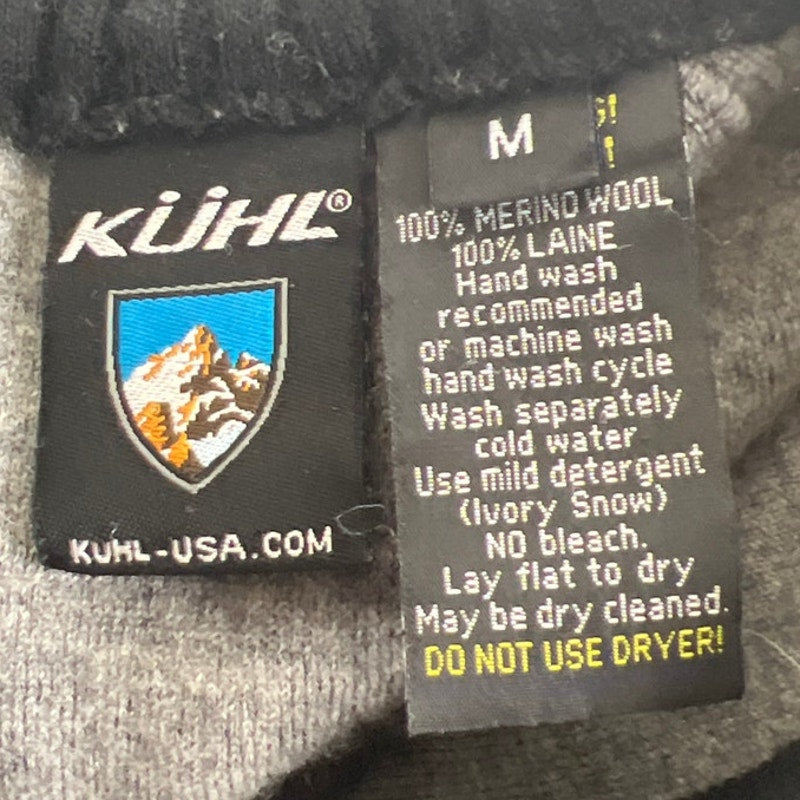 KÜHL®
KUHL-USA.COM
M
100% MERINO WOOL
100% LAINE
Hand wash
recommended
or machine wash
hand wash cycle
Wash separately
cold water
Use mild detergent
(Ivory Snow)
NO bleach.
Lay flat to dry
May be dry cleaned.
DO NOT USE DRYER!